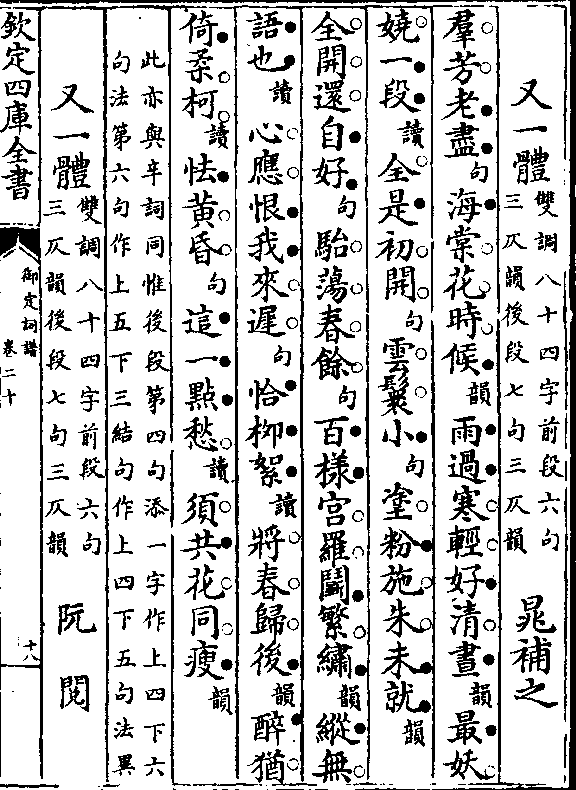 又一體 雙調八十四字前段六句三仄韻後段七句三仄韻 晁補之
羣芳老盡句海棠花時候韻雨過寒輕好清晝韻最妖
嬈一段讀全是初開句雲鬟小句塗粉施朱未就韻
全開還自好句駘蕩春餘句百樣宮羅鬬繁繡韻縱無
語也讀心應恨我來遲句恰柳絮讀將春歸後韻醉猶
倚柔柯讀怯黃昏句這一點愁讀須共花同瘦韻
此亦與辛詞同惟後段第四句添一字作上四下六
句法第六句作上五下三結句作上四下五句法異
又一體 雙調八十四字前段六句三仄韻後段七句三仄韻 阮閱
欽定四庫全書 御定詞譜 卷二十 十八